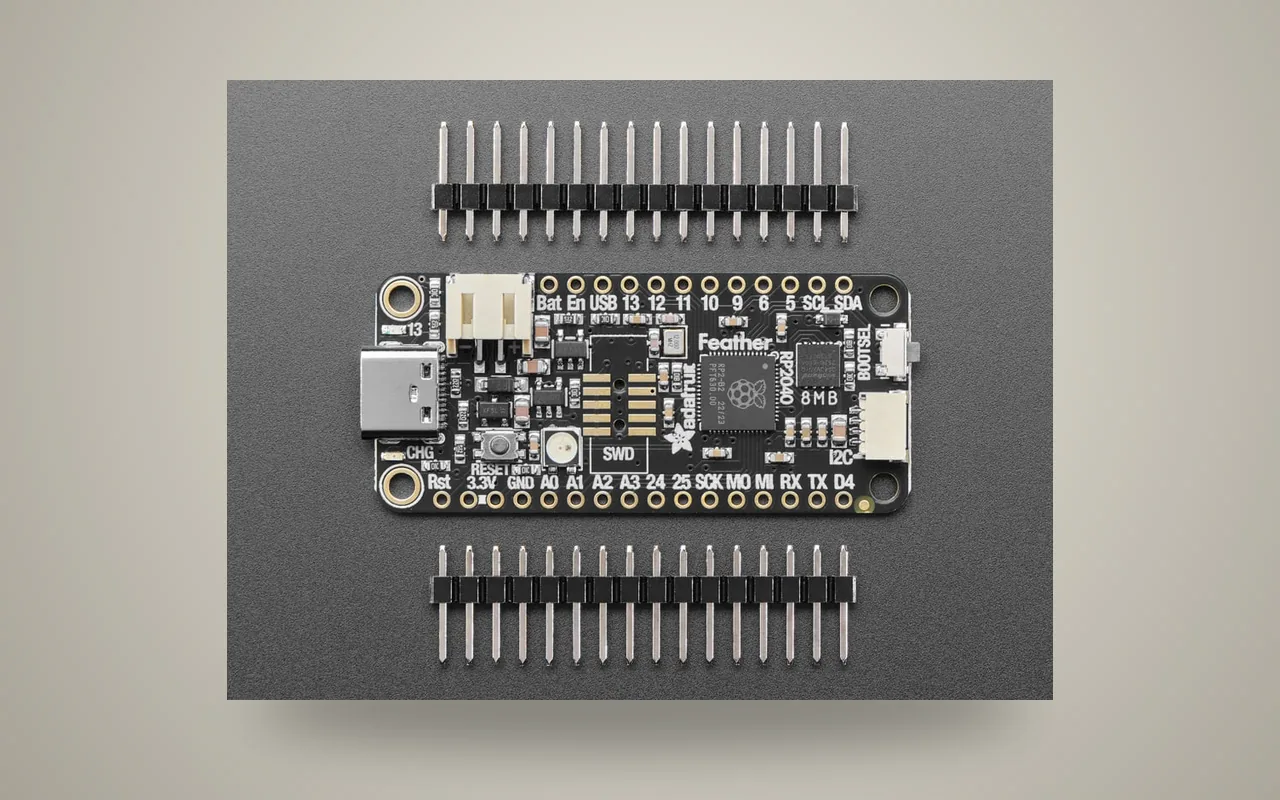 Bat En USB 13 12 11 10 9 6 5 SCL SDA
13
Feather
RP2040
adafruit
8MB
BOOTSEL
I2C
SWD
CHG
RESET
Rst 3.3V GND A0 A1 A2 A3 24 25 SCK MO MI RX TX D4